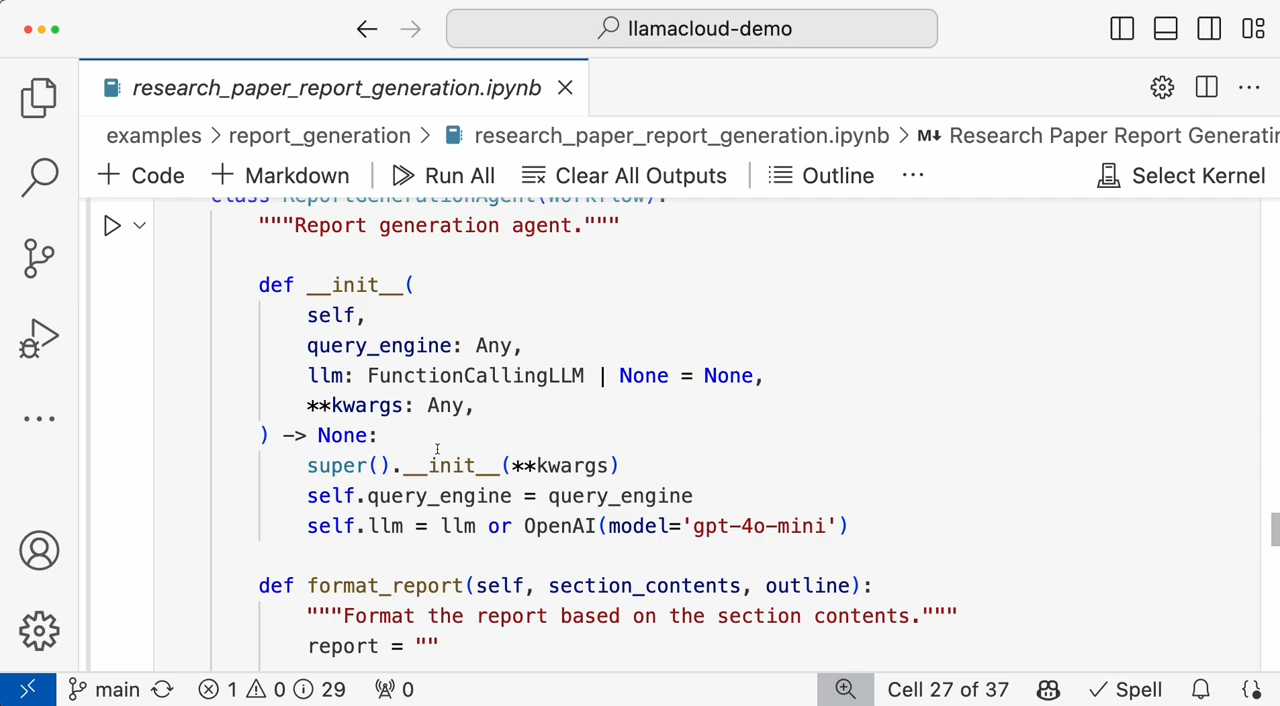 llamacloud-demo
research_paper_report_generation.ipynb
examples > report_generation > research_paper_report_generation.ipynb > M↓ Research Paper Report Generatin
+ Code + Markdown Run All Clear All Outputs Outline ··· Select Kernel
class ReportGenerationAgent(Workflow):
"""Report generation agent."""
def __init__(
self,
query_engine: Any,
llm: FunctionCallingLLM | None = None,
**kwargs: Any,
) -> None:
super().__init__(**kwargs)
self.query_engine = query_engine
self.llm = llm or OpenAI(model='gpt-4o-mini')
def format_report(self, section_contents, outline):
"""Format the report based on the section contents."""
report = ""
main 1 0 29 0 Cell 27 of 37 Spell